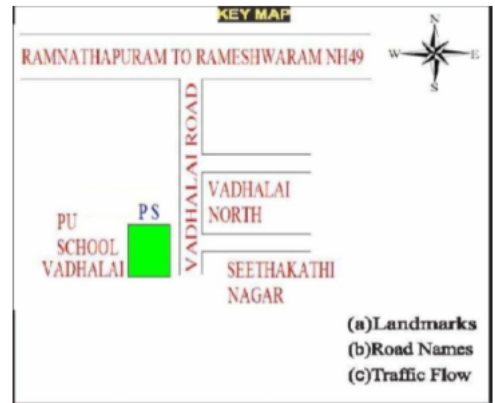 KEY MAP
N
RAMNATHAPURAM TO RAMESHWARAM NH49
W
E
S
VADHALAI ROAD
VADHALAI
NORTH
P S
PU
SCHOOL
VADHALAI
SEETHAKATHI
NAGAR
(a)Landmarks
(b)Road Names
(c)Traffic Flow